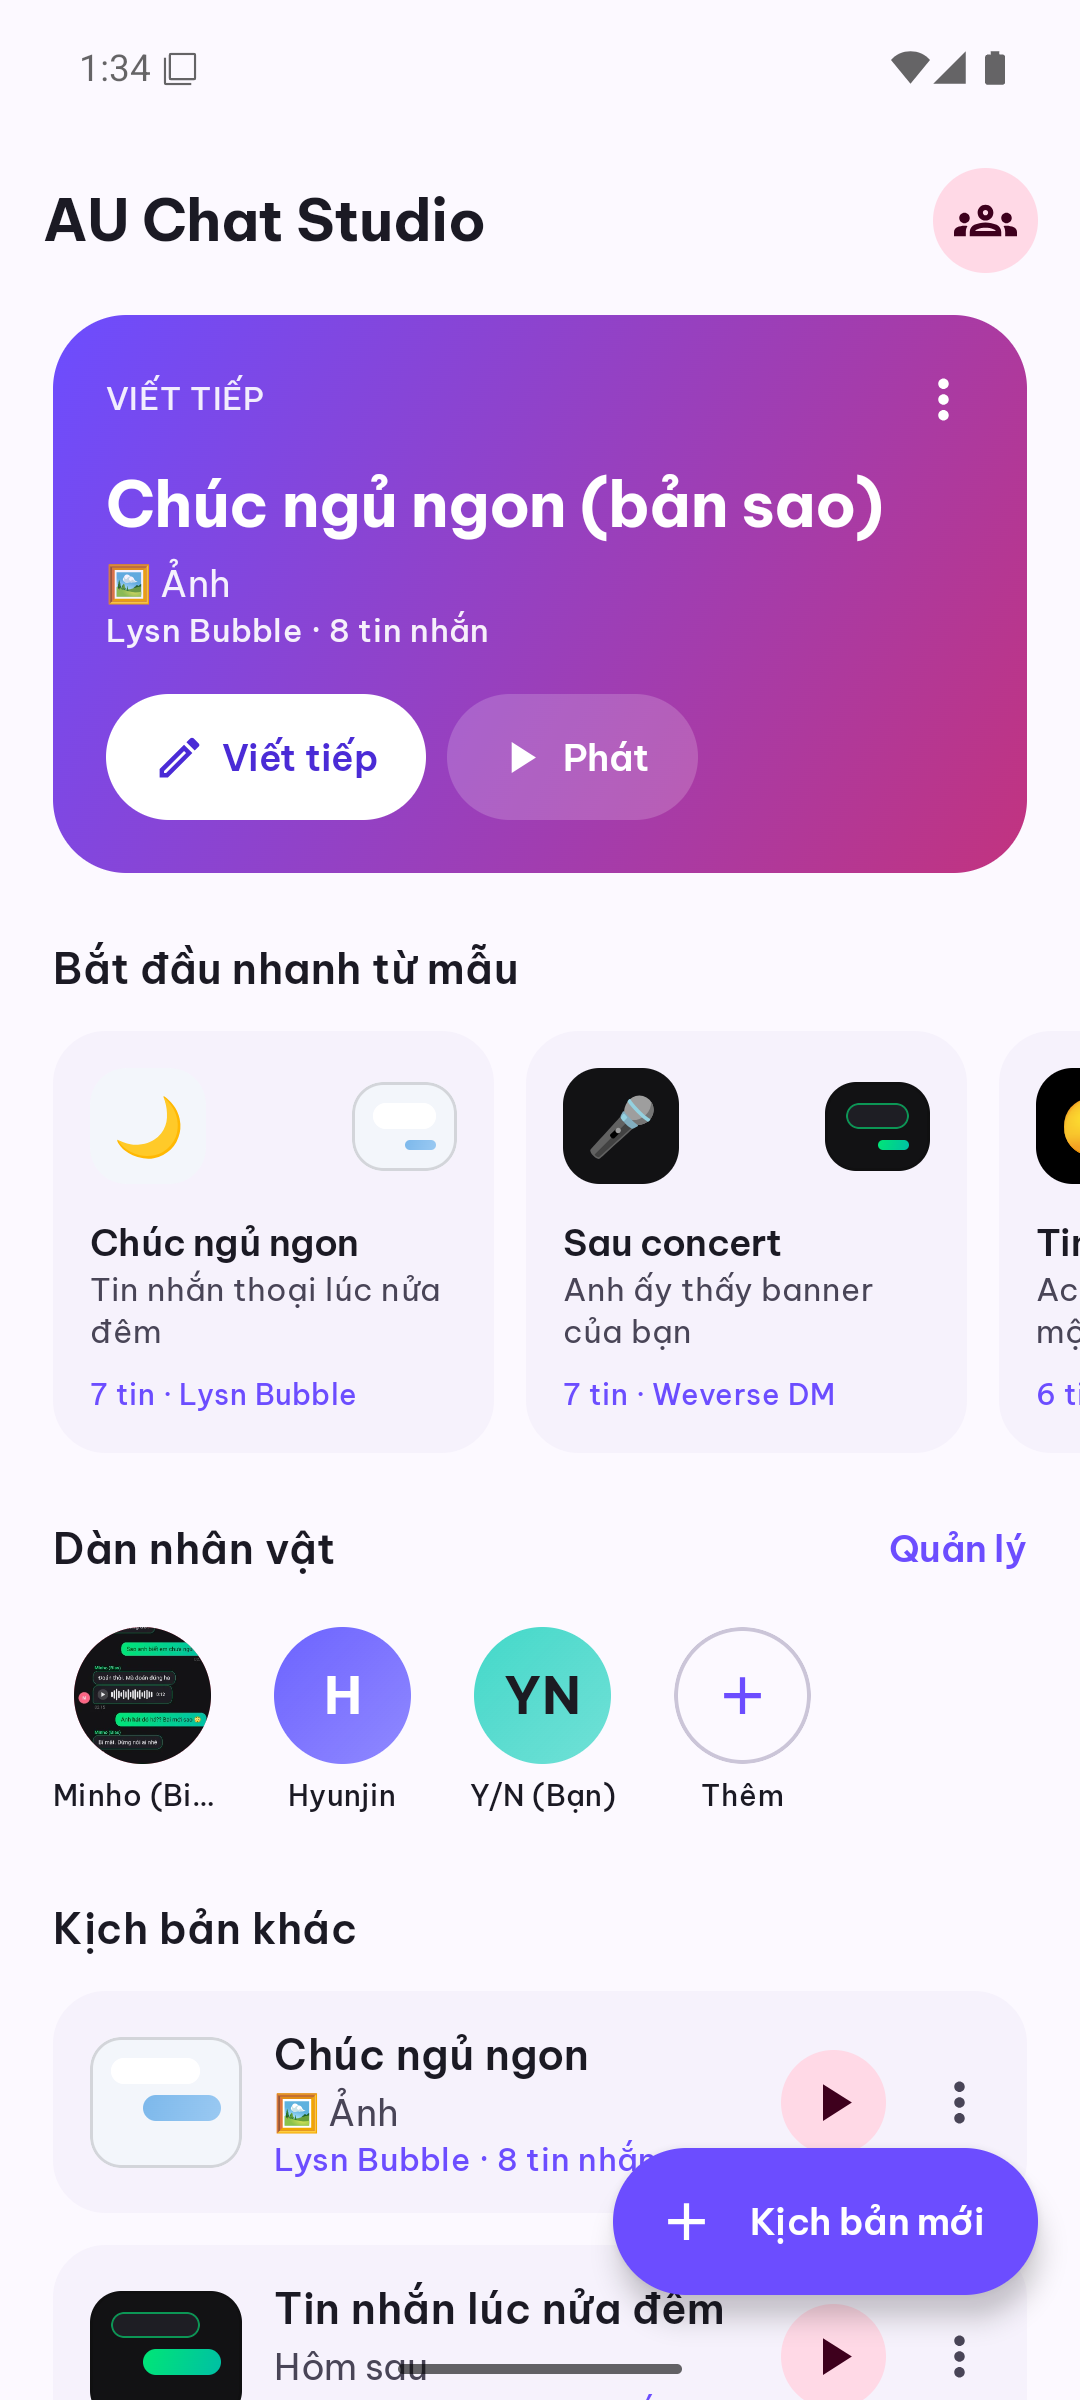 1:34
AU Chat Studio
VIẾT TIẾP
Chúc ngủ ngon (bản sao)
🖼️ Ảnh
Lysn Bubble · 8 tin nhắn
Viết tiếp
Phát
Bắt đầu nhanh từ mẫu
Chúc ngủ ngon
Tin nhắn thoại lúc nửa
đêm
7 tin · Lysn Bubble
Sau concert
Anh ấy thấy banner
của bạn
7 tin · Weverse DM
6
Dàn nhân vật
Quản lý
H
YN
Minho (Bi...
Hyunjin
Y/N (Bạn)
Thêm
Kịch bản khác
Chúc ngủ ngon
🖼️ Ảnh
Lysn Bubble · 8 tin nhắn
Kịch bản mới
Tin nhắn lúc nửa đêm
Hôm sau